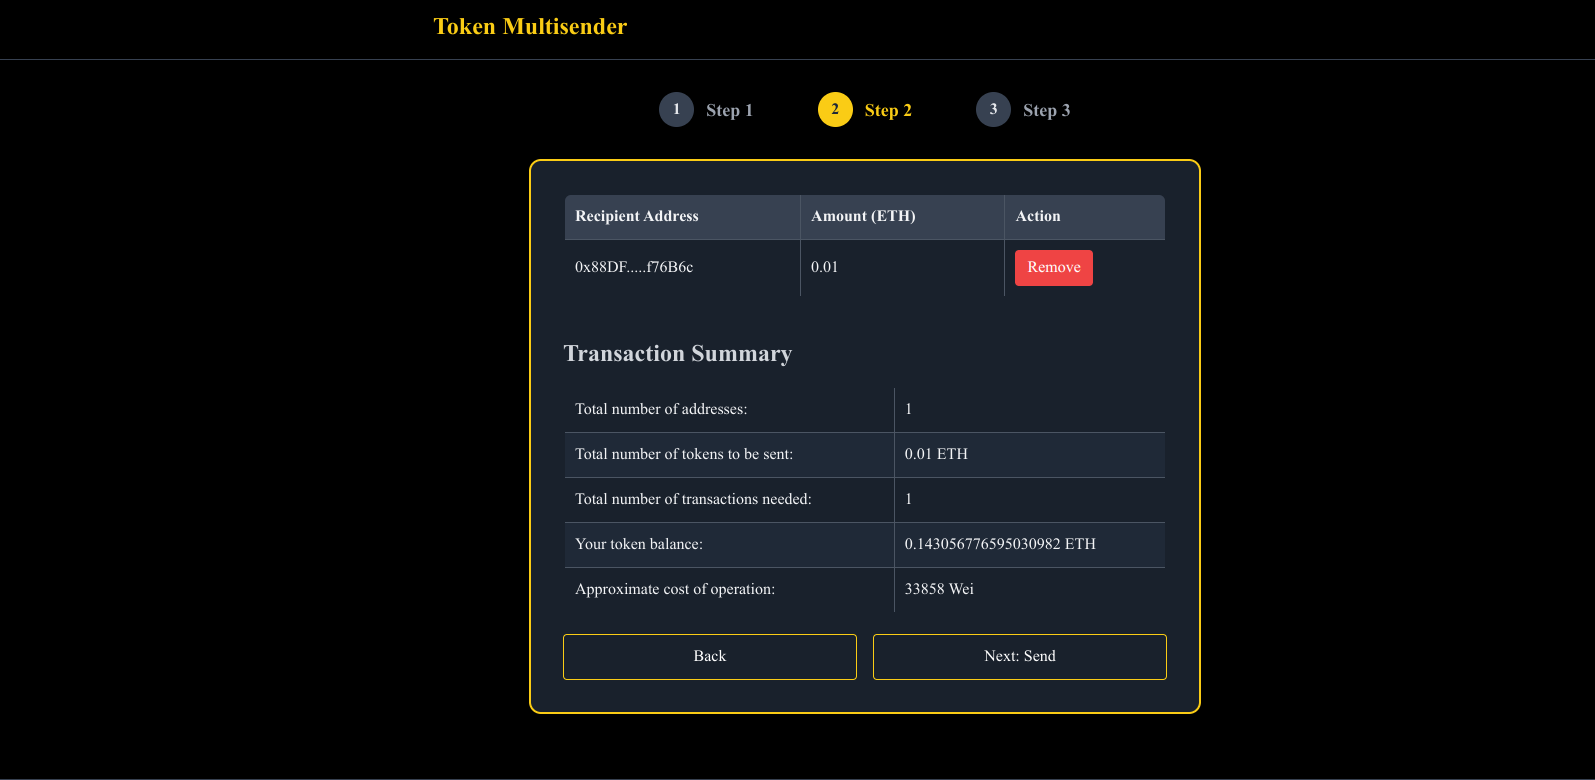 Token Multisender
1 Step 1 2 Step 2 3 Step 3
Recipient Address Amount (ETH) Action
0x88DF.....f76B6c 0.01 Remove
Transaction Summary
Total number of addresses: 1
Total number of tokens to be sent: 0.01 ETH
Total number of transactions needed: 1
Your token balance: 0.143056776595030982 ETH
Approximate cost of operation: 33858 Wei
Back Next: Send